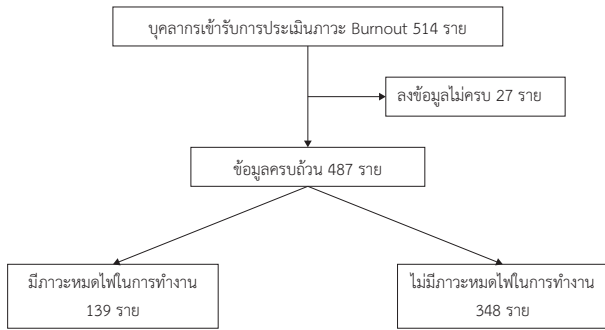 บุคลากรเข้ารับการประเมินภาวะ Burnout 514 ราย
ลงข้อมูลไม่ครบ 27 ราย
ข้อมูลครบถ้วน 487 ราย
มีภาวะหมดไฟในการทำงาน
139 ราย
ไม่มีภาวะหมดไฟในการทำงาน
348 ราย